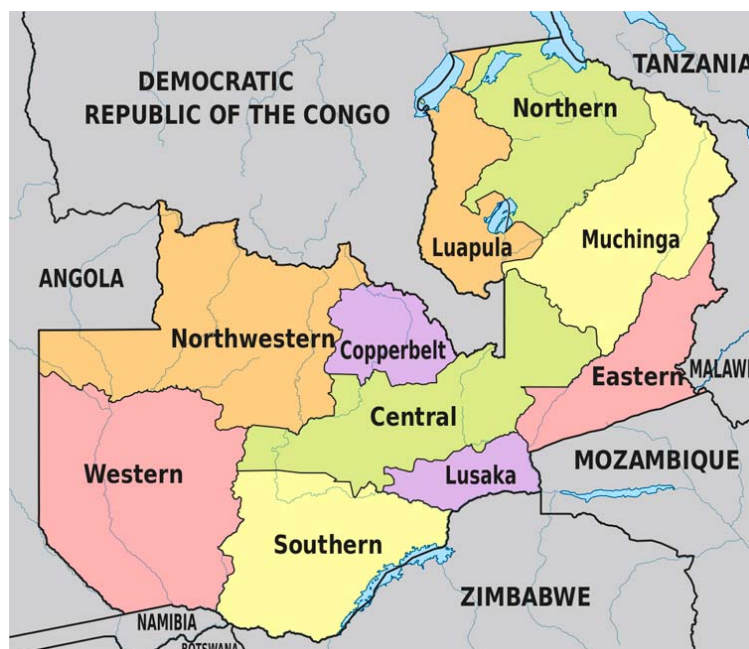 DEMOCRATIC
REPUBLIC OF THE CONGO
TANZANIA
Northern
Luapula
Muchinga
ANGOLA
Northwestern
Copperbelt
Eastern
MALAWI
Central
Western
Lusaka
MOZAMBIQUE
Southern
ZIMBABWE
NAMIBIA
BOTSWANA